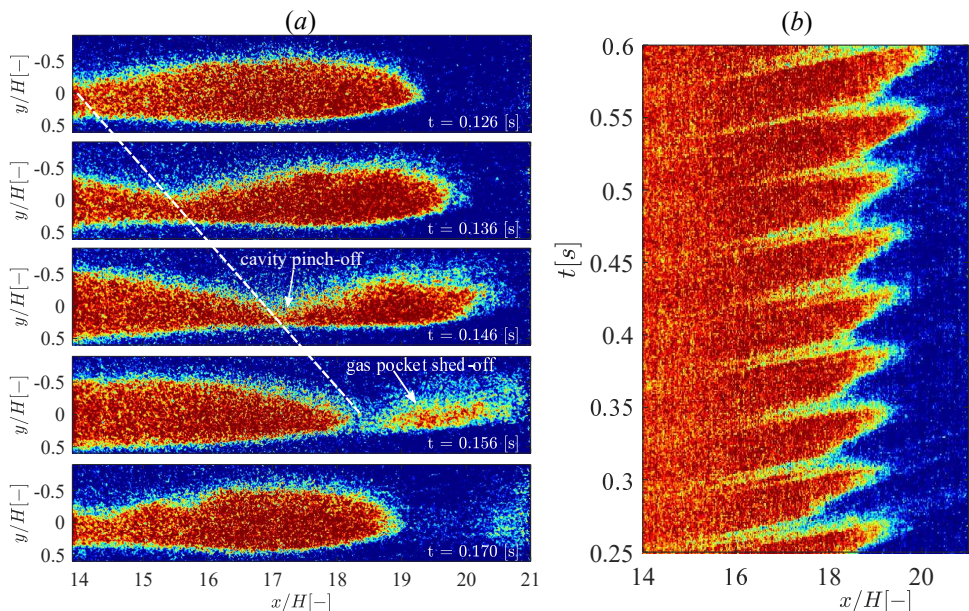 (a)
y/H[−]
-0.5
0
0.5
t = 0.126 [s]
y/H[−]
-0.5
0
0.5
t = 0.136 [s]
y/H[−]
-0.5
0
0.5
cavity pinch-off
t = 0.146 [s]
y/H[−]
-0.5
0
0.5
gas pocket shed-off
t = 0.156 [s]
y/H[−]
-0.5
0
0.5
t = 0.170 [s]
14 15 16 17 18 19 20 21
x/H[−]
(b)
t[s]
0.6
0.55
0.5
0.45
0.4
0.35
0.3
0.25
14 16 18 20
x/H[−]